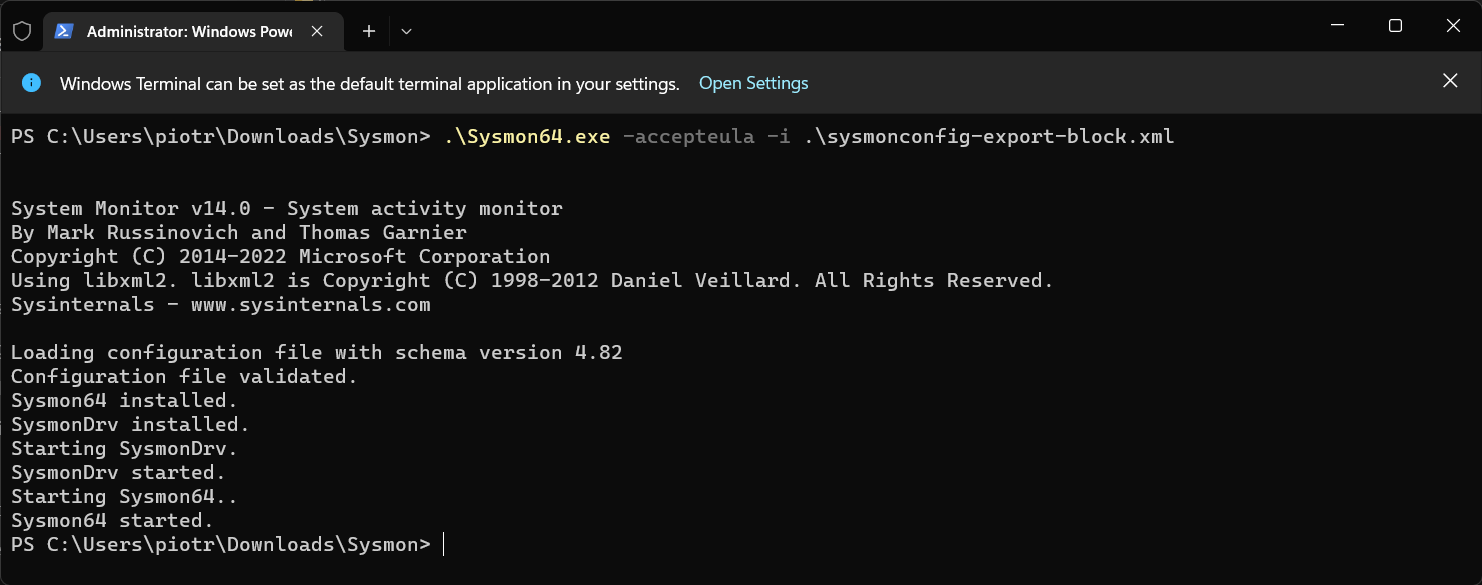 Administrator: Windows Powe
Windows Terminal can be set as the default terminal application in your settings. Open Settings
PS C:\Users\piotr\Downloads\Sysmon> .\Sysmon64.exe -accepteula -i .\sysmonconfig-export-block.xml
System Monitor v14.0 - System activity monitor
By Mark Russinovich and Thomas Garnier
Copyright (C) 2014-2022 Microsoft Corporation
Using libxml2. libxml2 is Copyright (C) 1998-2012 Daniel Veillard. All Rights Reserved.
Sysinternals - www.sysinternals.com
Loading configuration file with schema version 4.82
Configuration file validated.
Sysmon64 installed.
SysmonDrv installed.
Starting SysmonDrv.
SysmonDrv started.
Starting Sysmon64..
Sysmon64 started.
PS C:\Users\piotr\Downloads\Sysmon>